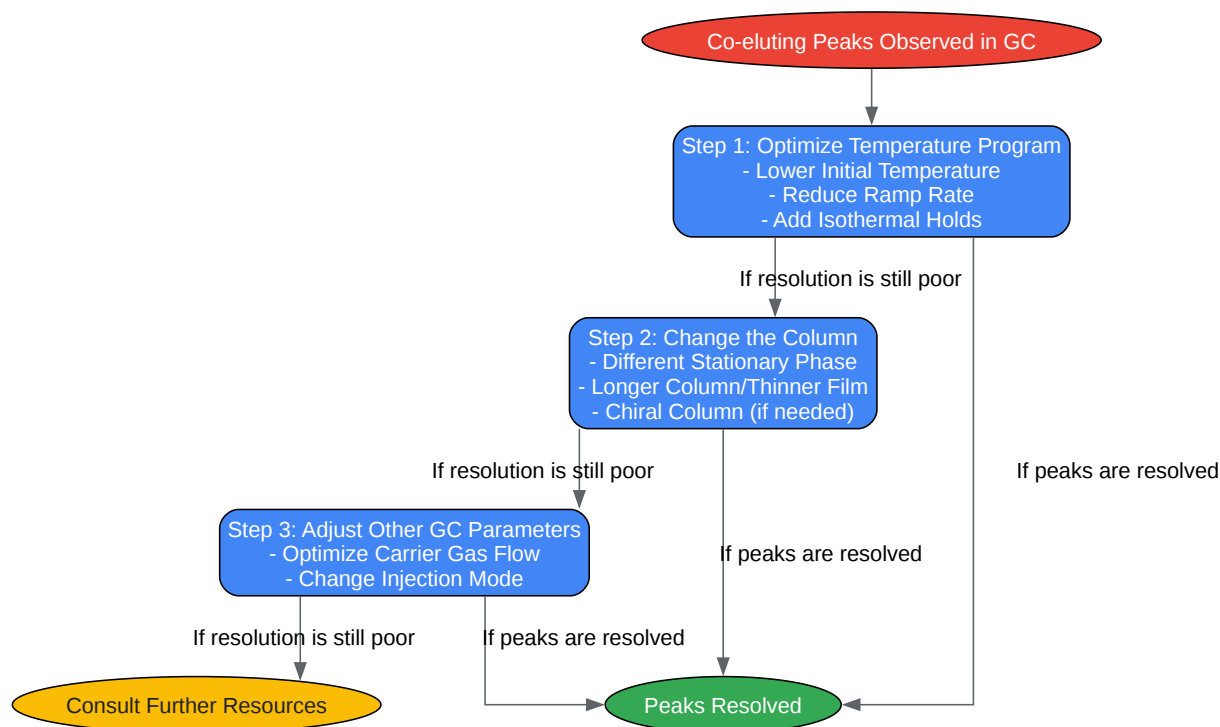 Co-eluting Peaks Observed in GC
Step 1: Optimize Temperature Program
- Lower Initial Temperature
- Reduce Ramp Rate
- Add Isothermal Holds
If resolution is still poor
Step 2: Change the Column
- Different Stationary Phase
- Longer Column/Thinner Film
- Chiral Column (if needed)
If resolution is still poor
If peaks are resolved
Step 3: Adjust Other GC Parameters
- Optimize Carrier Gas Flow
- Change Injection Mode
If peaks are resolved
If resolution is still poor
If peaks are resolved
Consult Further Resources
Peaks Resolved